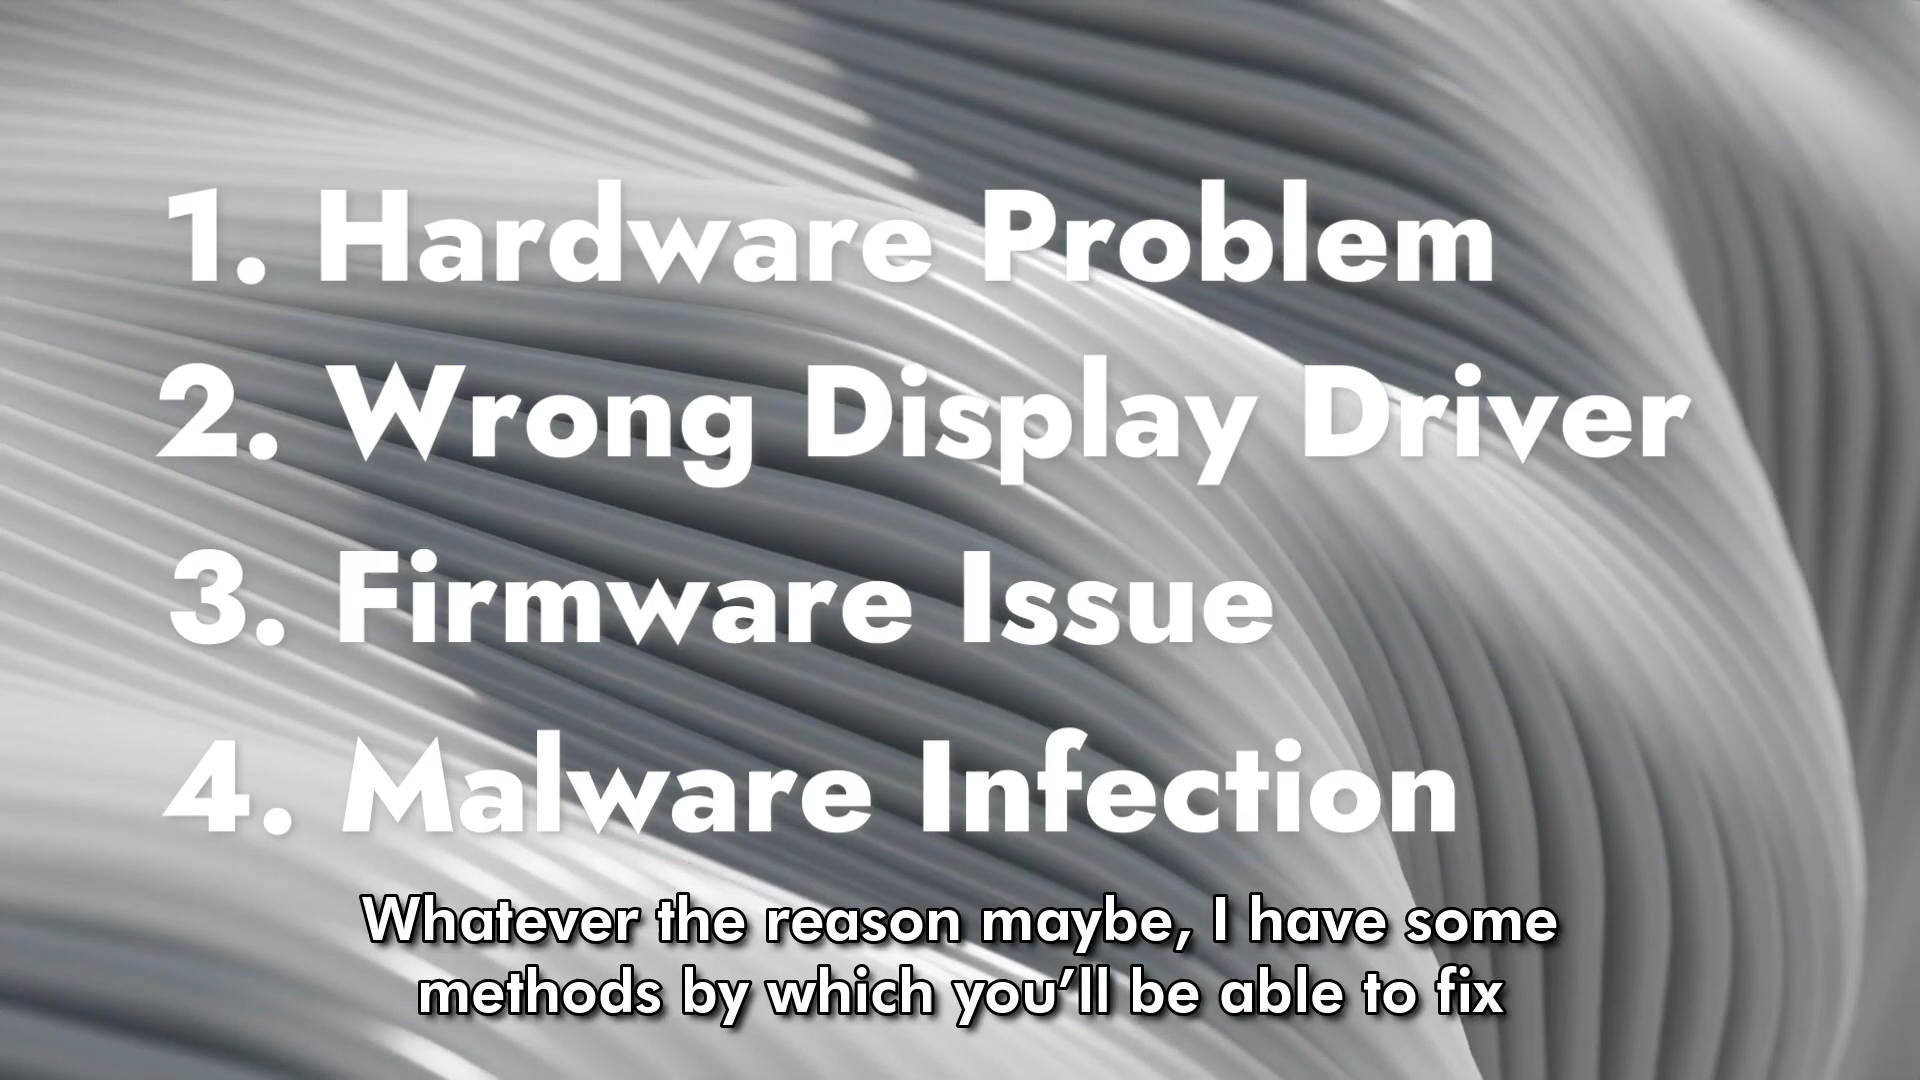 1. Hardware Problem
2. Wrong Display Driver
3. Firmware Issue
4. Malware Infection
Whatever the reason maybe, I have some
methods by which you’ll be able to fix